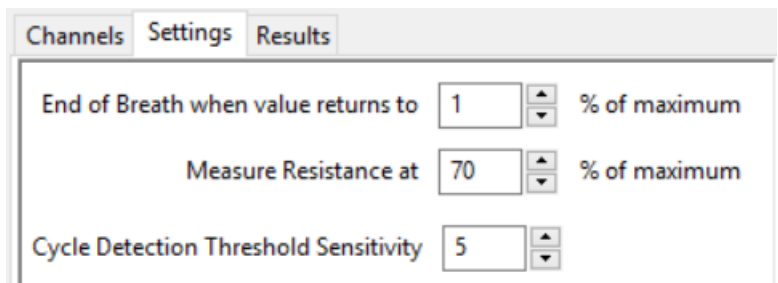 Channels Settings Results
End of Breath when value returns to 1 % of maximum
Measure Resistance at 70 % of maximum
Cycle Detection Threshold Sensitivity 5